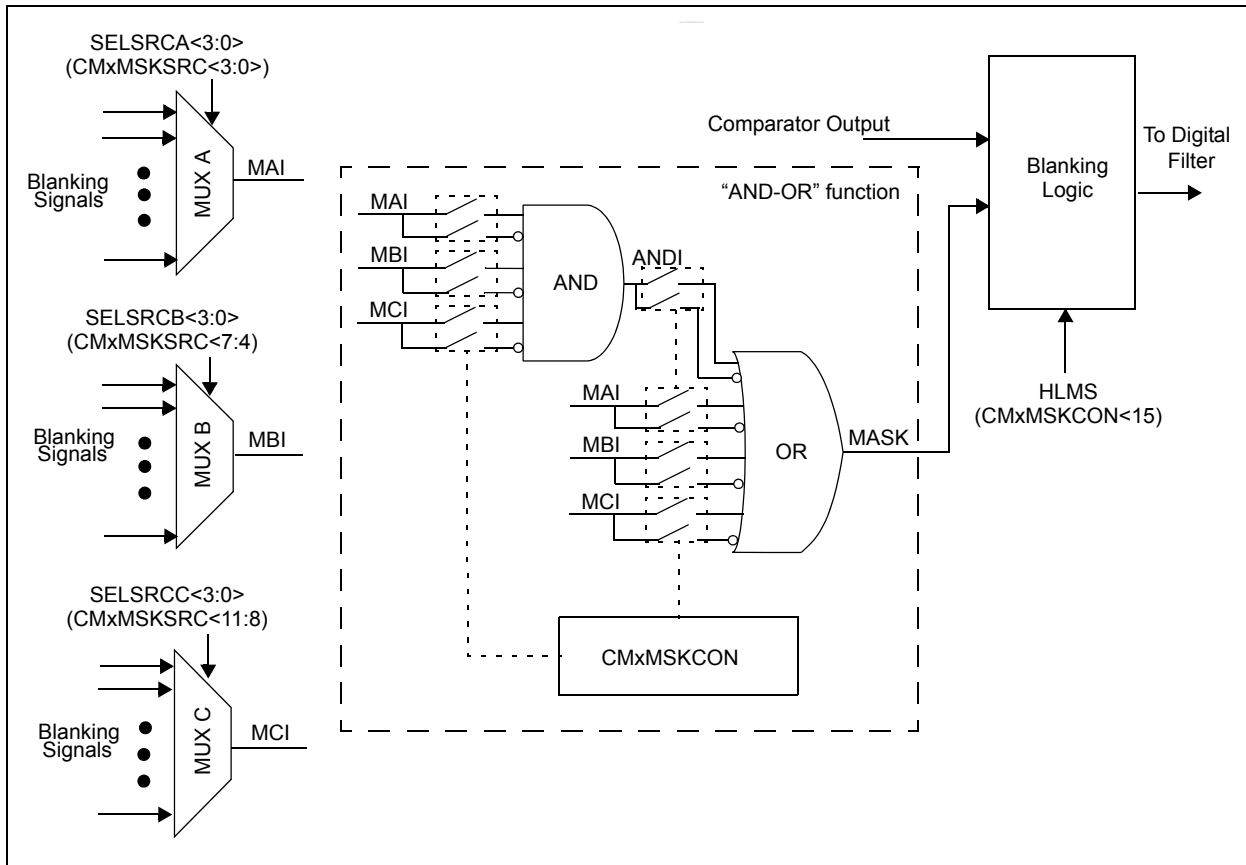 SELSRCA<3:0>
(CMxMSKSRC<3:0>)
MUX A
MAI
Blanking
Signals
SELSRCB<3:0>
(CMxMSKSRC<7:4)
MUX B
MBI
Blanking
Signals
SELSRCC<3:0>
(CMxMSKSRC<11:8)
MUX C
MCI
Blanking
Signals
"AND-OR" function
MAI
MBI
MCI
AND
ANDI
MAI
MBI
MCI
OR
MASK
CMxMSKCON
Comparator Output
Blanking
Logic
To Digital
Filter
HLMS
(CMxMSKCON<15)